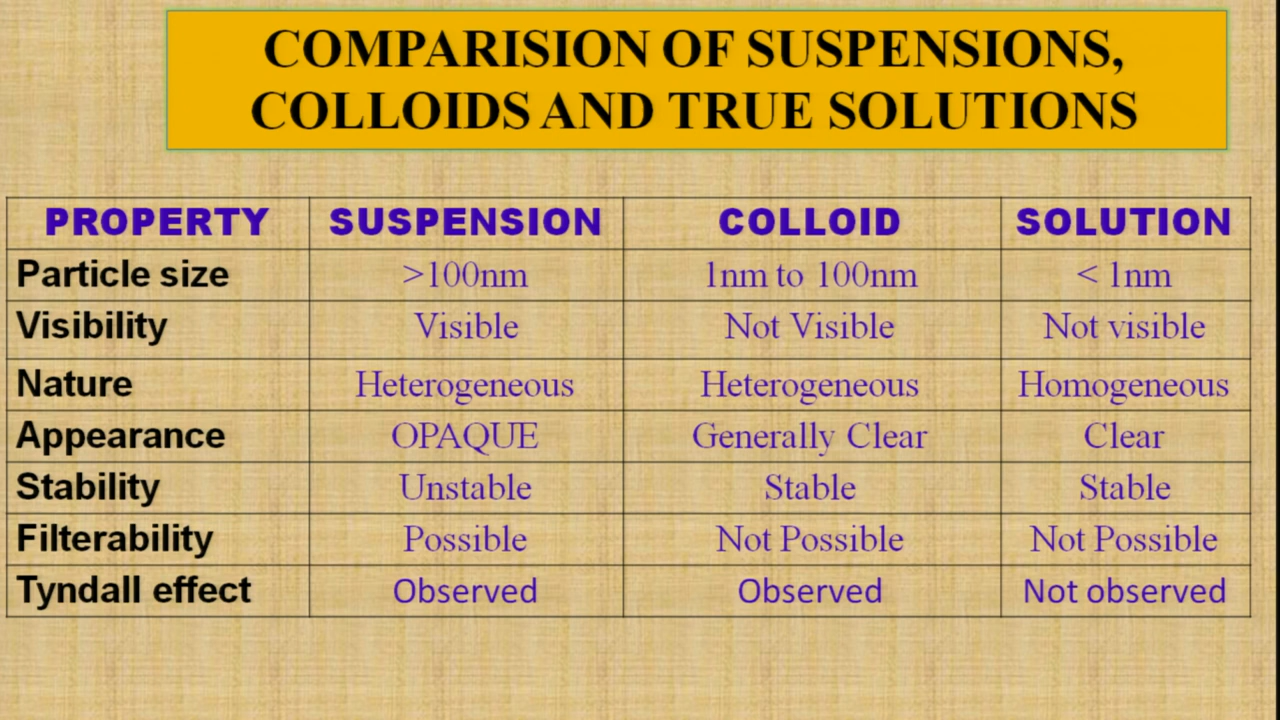 COMPARISION OF SUSPENSIONS,
COLLOIDS AND TRUE SOLUTIONS
PROPERTY SUSPENSION COLLOID SOLUTION
Particle size >100nm 1nm to 100nm < 1nm
Visibility Visible Not Visible Not visible
Nature Heterogeneous Heterogeneous Homogeneous
Appearance OPAQUE Generally Clear Clear
Stability Unstable Stable Stable
Filterability Possible Not Possible Not Possible
Tyndall effect Observed Observed Not observed